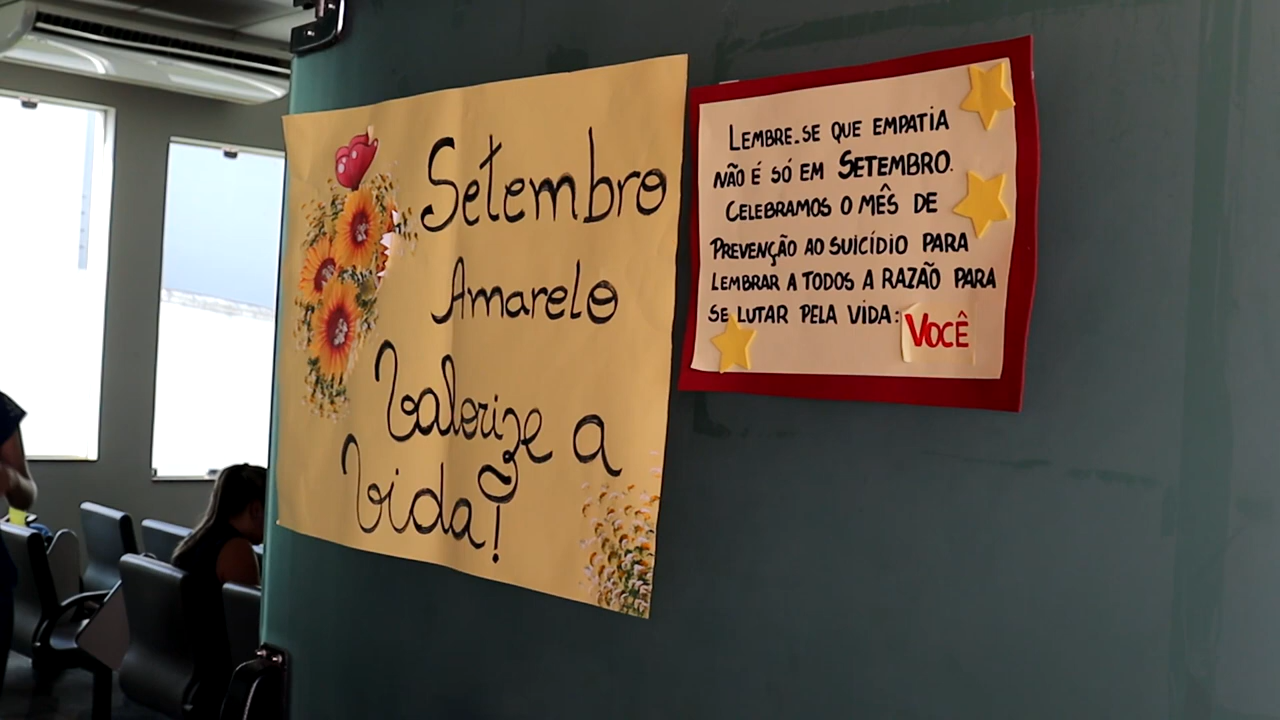 Setembro
Amarelo
Valorize a
Vida!
LEMBRE-SE QUE EMPATIA
NÃO É SÓ EM SETEMBRO.
CELEBRAMOS O MÊS DE
PREVENÇÃO AO SUICÍDIO PARA
LEMBRAR A TODOS A RAZÃO PARA
SE LUTAR PELA VIDA: VOCÊ